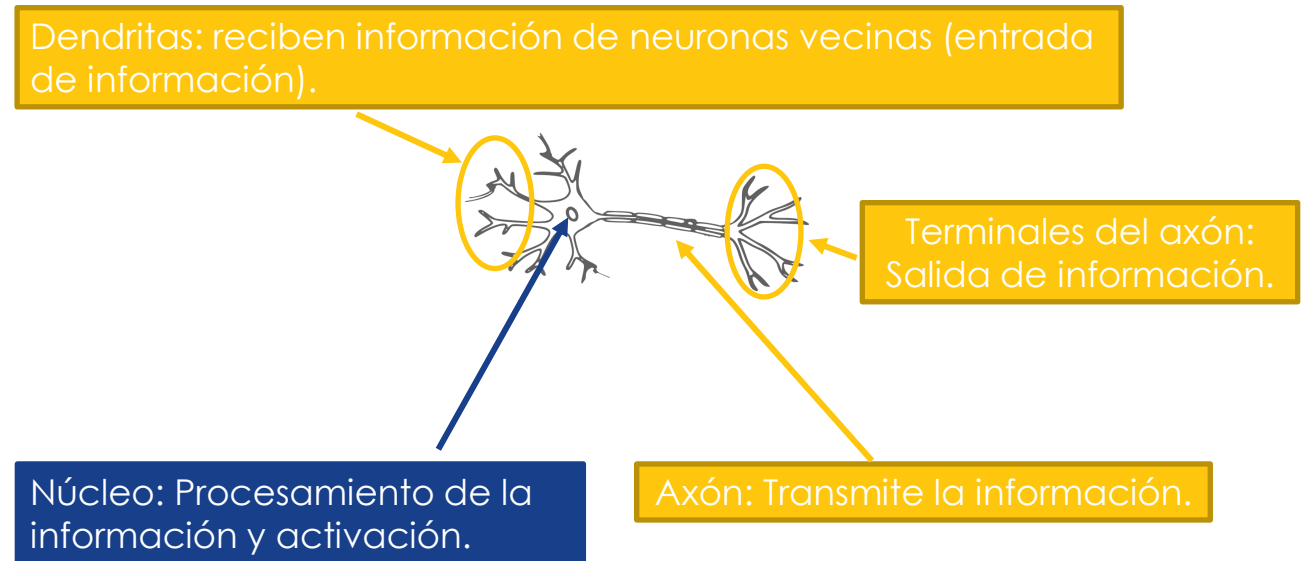 Dendritas: reciben información de neuronas vecinas (entrada
de información).
Terminales del axón:
Salida de información.
Núcleo: Procesamiento de la
información y activación.
Axón: Transmite la información.